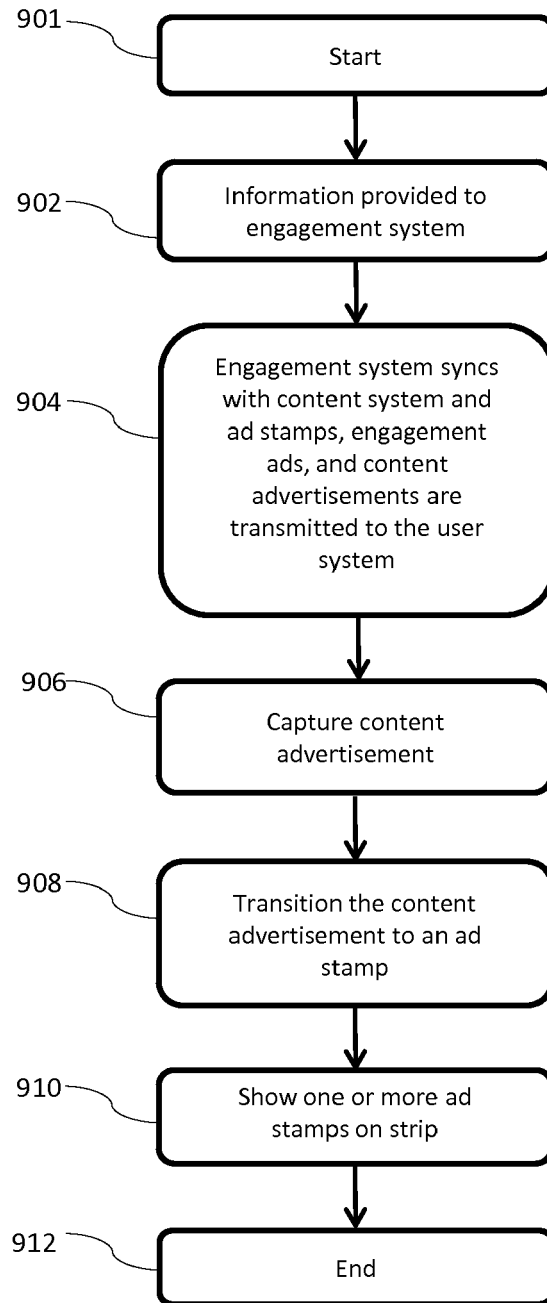 901
Start
902
Information provided to
engagement system
904
Engagement system syncs
with content system and
ad stamps, engagement
ads, and content
advertisements are
transmitted to the user
system
906
Capture content
advertisement
908
Transition the content
advertisement to an ad
stamp
910
Show one or more ad
stamps on strip
912
End